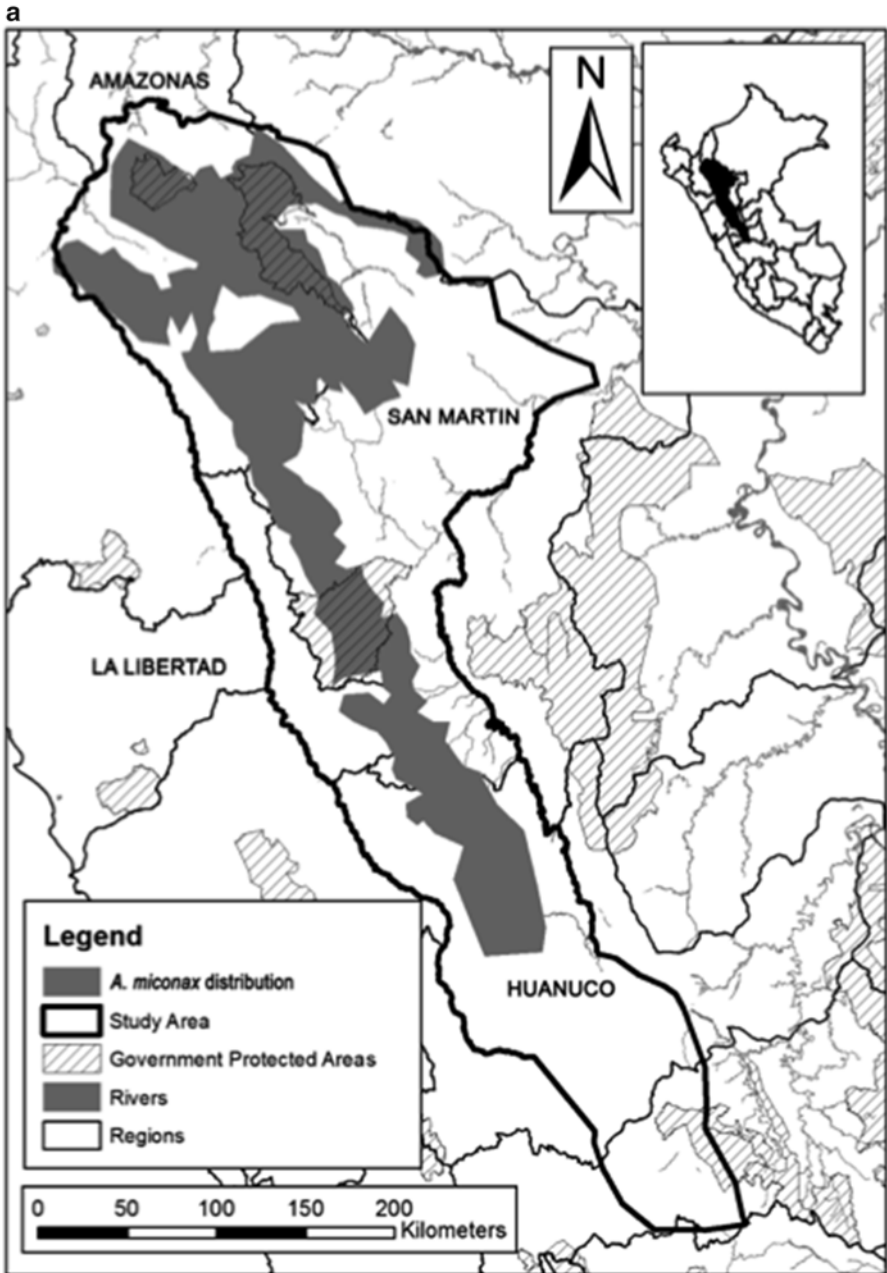 a
AMAZONAS
N
SAN MARTIN
LA LIBERTAD
HUANUCO
Legend
A. miconax distribution
Study Area
Government Protected Areas
Rivers
Regions
0 50 100 150 200
Kilometers